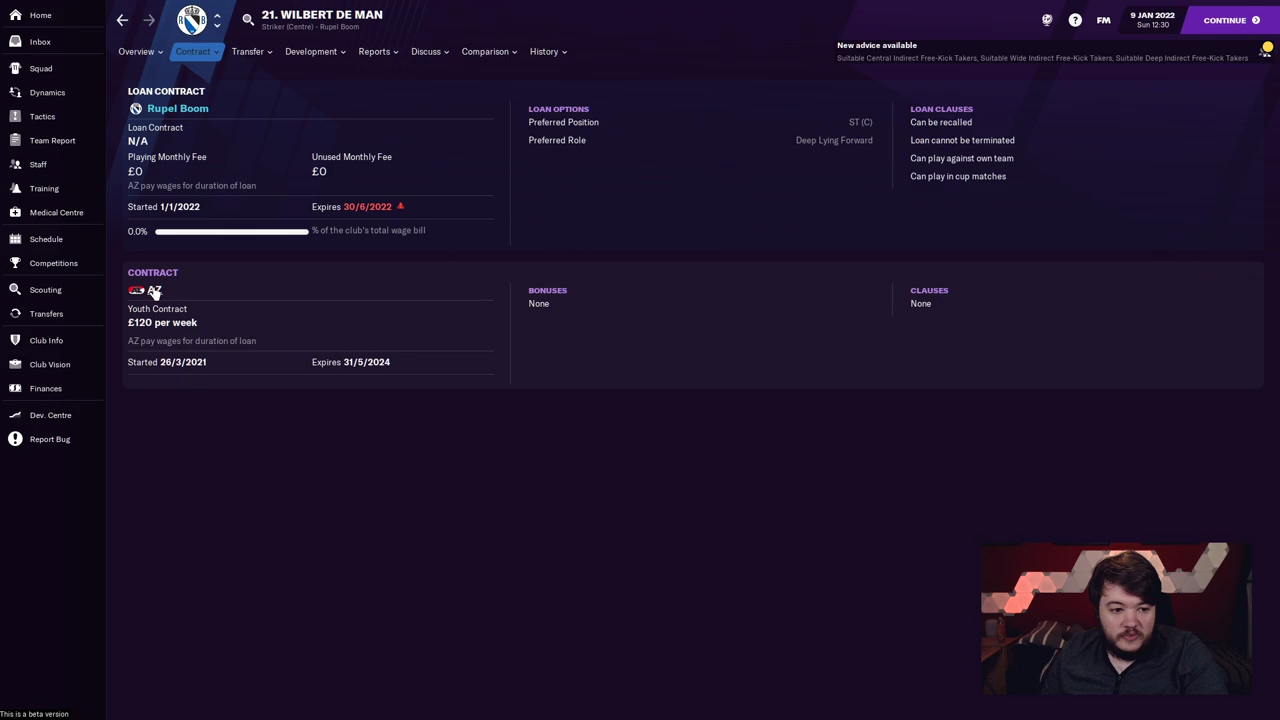 Home
Inbox
Squad
Dynamics
Tactics
Team Report
Staff
Training
Medical Centre
Schedule
Competitions
Scouting
Transfers
Club Info
Club Vision
Finances
Dev. Centre
Report Bug
This is a beta version
21. WILBERT DE MAN
Striker (Centre) - Rupel Boom
FM
9 JAN 2022
Sun 12:30
CONTINUE
Overview Contract Transfer Development Reports Discuss Comparison History
New advice available
Suitable Central Indirect Free-Kick Takers, Suitable Wide Indirect Free-Kick Takers, Suitable Deep Indirect Free-Kick Takers
LOAN CONTRACT
Rupel Boom
Loan Contract
N/A
Playing Monthly Fee Unused Monthly Fee
£0 £0
AZ pay wages for duration of loan
Started 1/1/2022 Expires 30/6/2022
0.0% % of the club's total wage bill
LOAN OPTIONS
Preferred Position ST (C)
Preferred Role Deep Lying Forward
LOAN CLAUSES
Can be recalled
Loan cannot be terminated
Can play against own team
Can play in cup matches
CONTRACT
AZ
Youth Contract
£120 per week
AZ pay wages for duration of loan
Started 26/3/2021 Expires 31/5/2024
BONUSES
None
CLAUSES
None